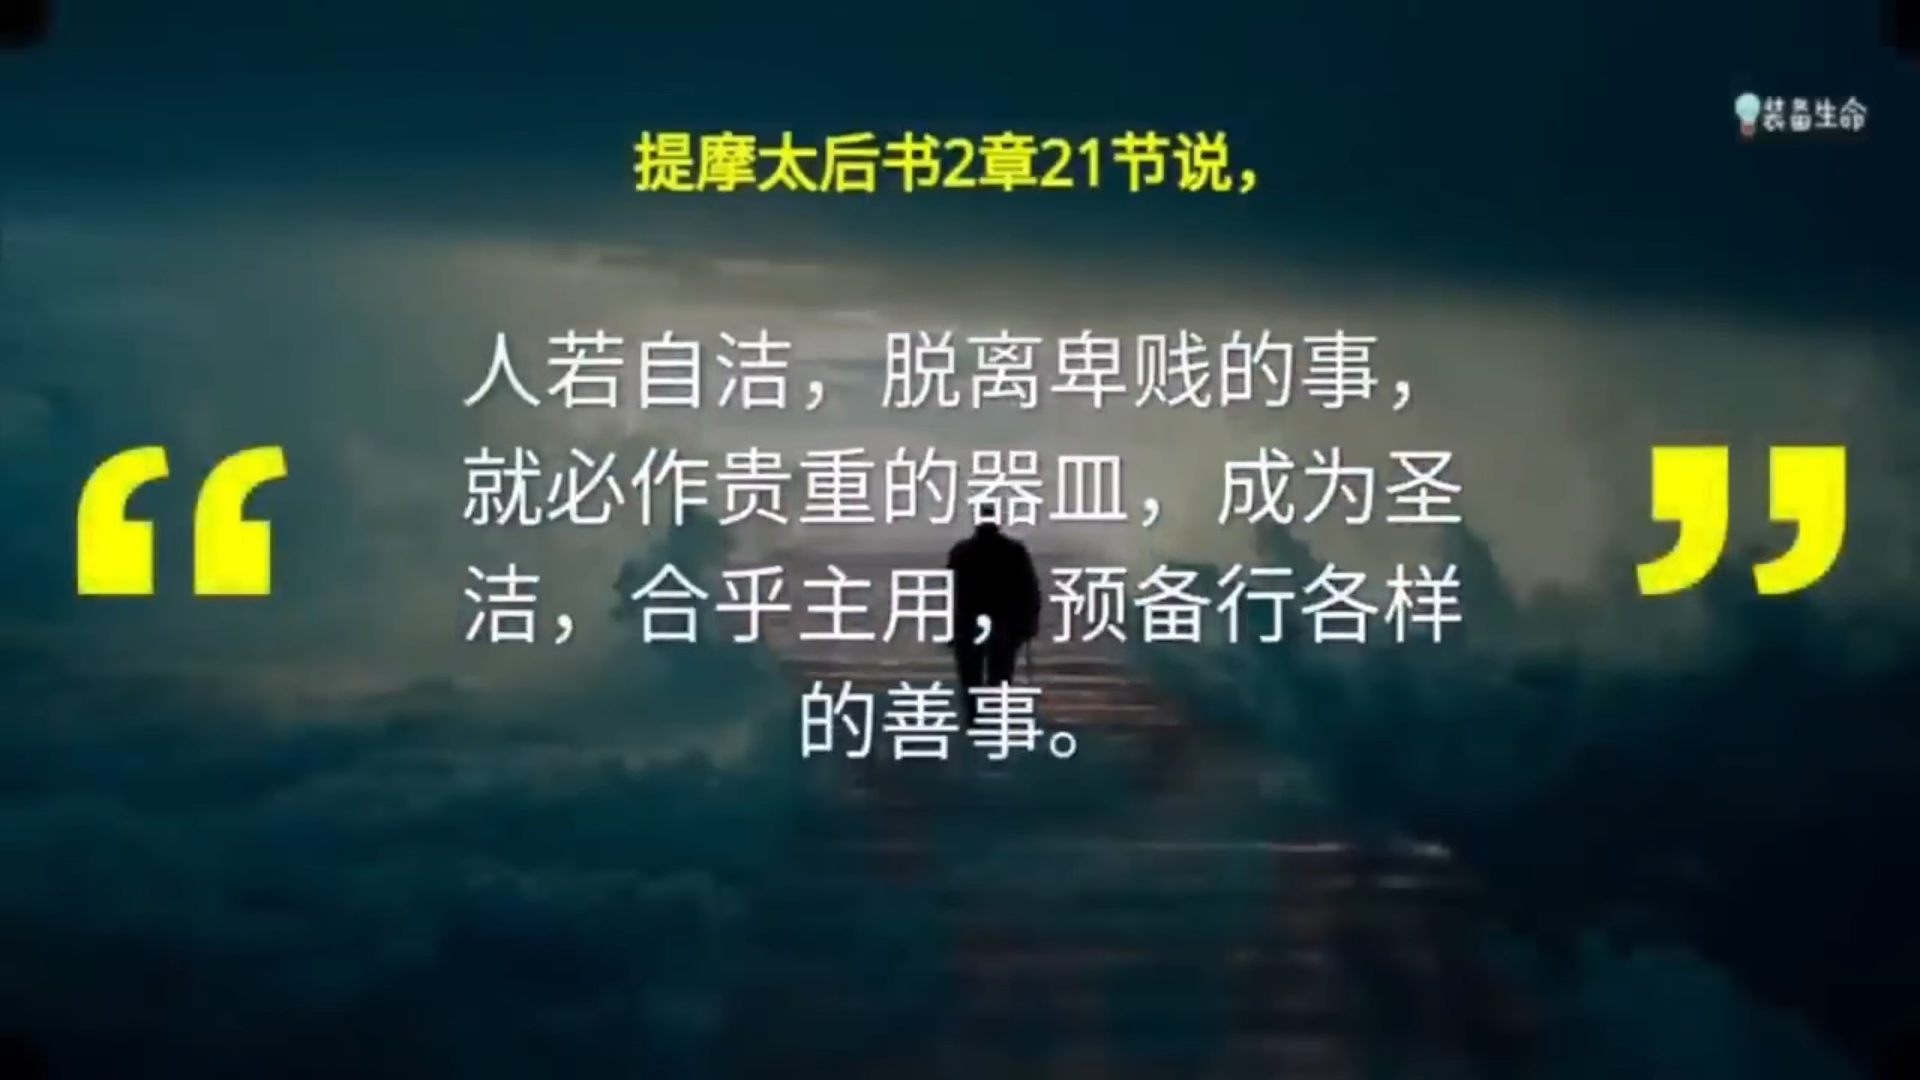 装备生命
提摩太后书2章21节说，
“
人若自洁，脱离卑贱的事，
就必作贵重的器皿，成为圣
洁，合乎主用，预备行各样
的善事。
”